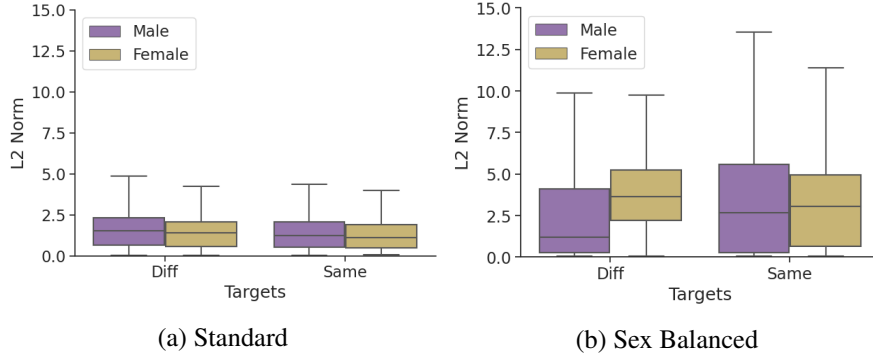 15.0
12.5
10.0
7.5
5.0
2.5
0.0
L2 Norm
Male
Female
Diff
Same
Targets
(a) Standard
15.0
12.5
10.0
7.5
5.0
2.5
0.0
L2 Norm
Male
Female
Diff
Same
Targets
(b) Sex Balanced